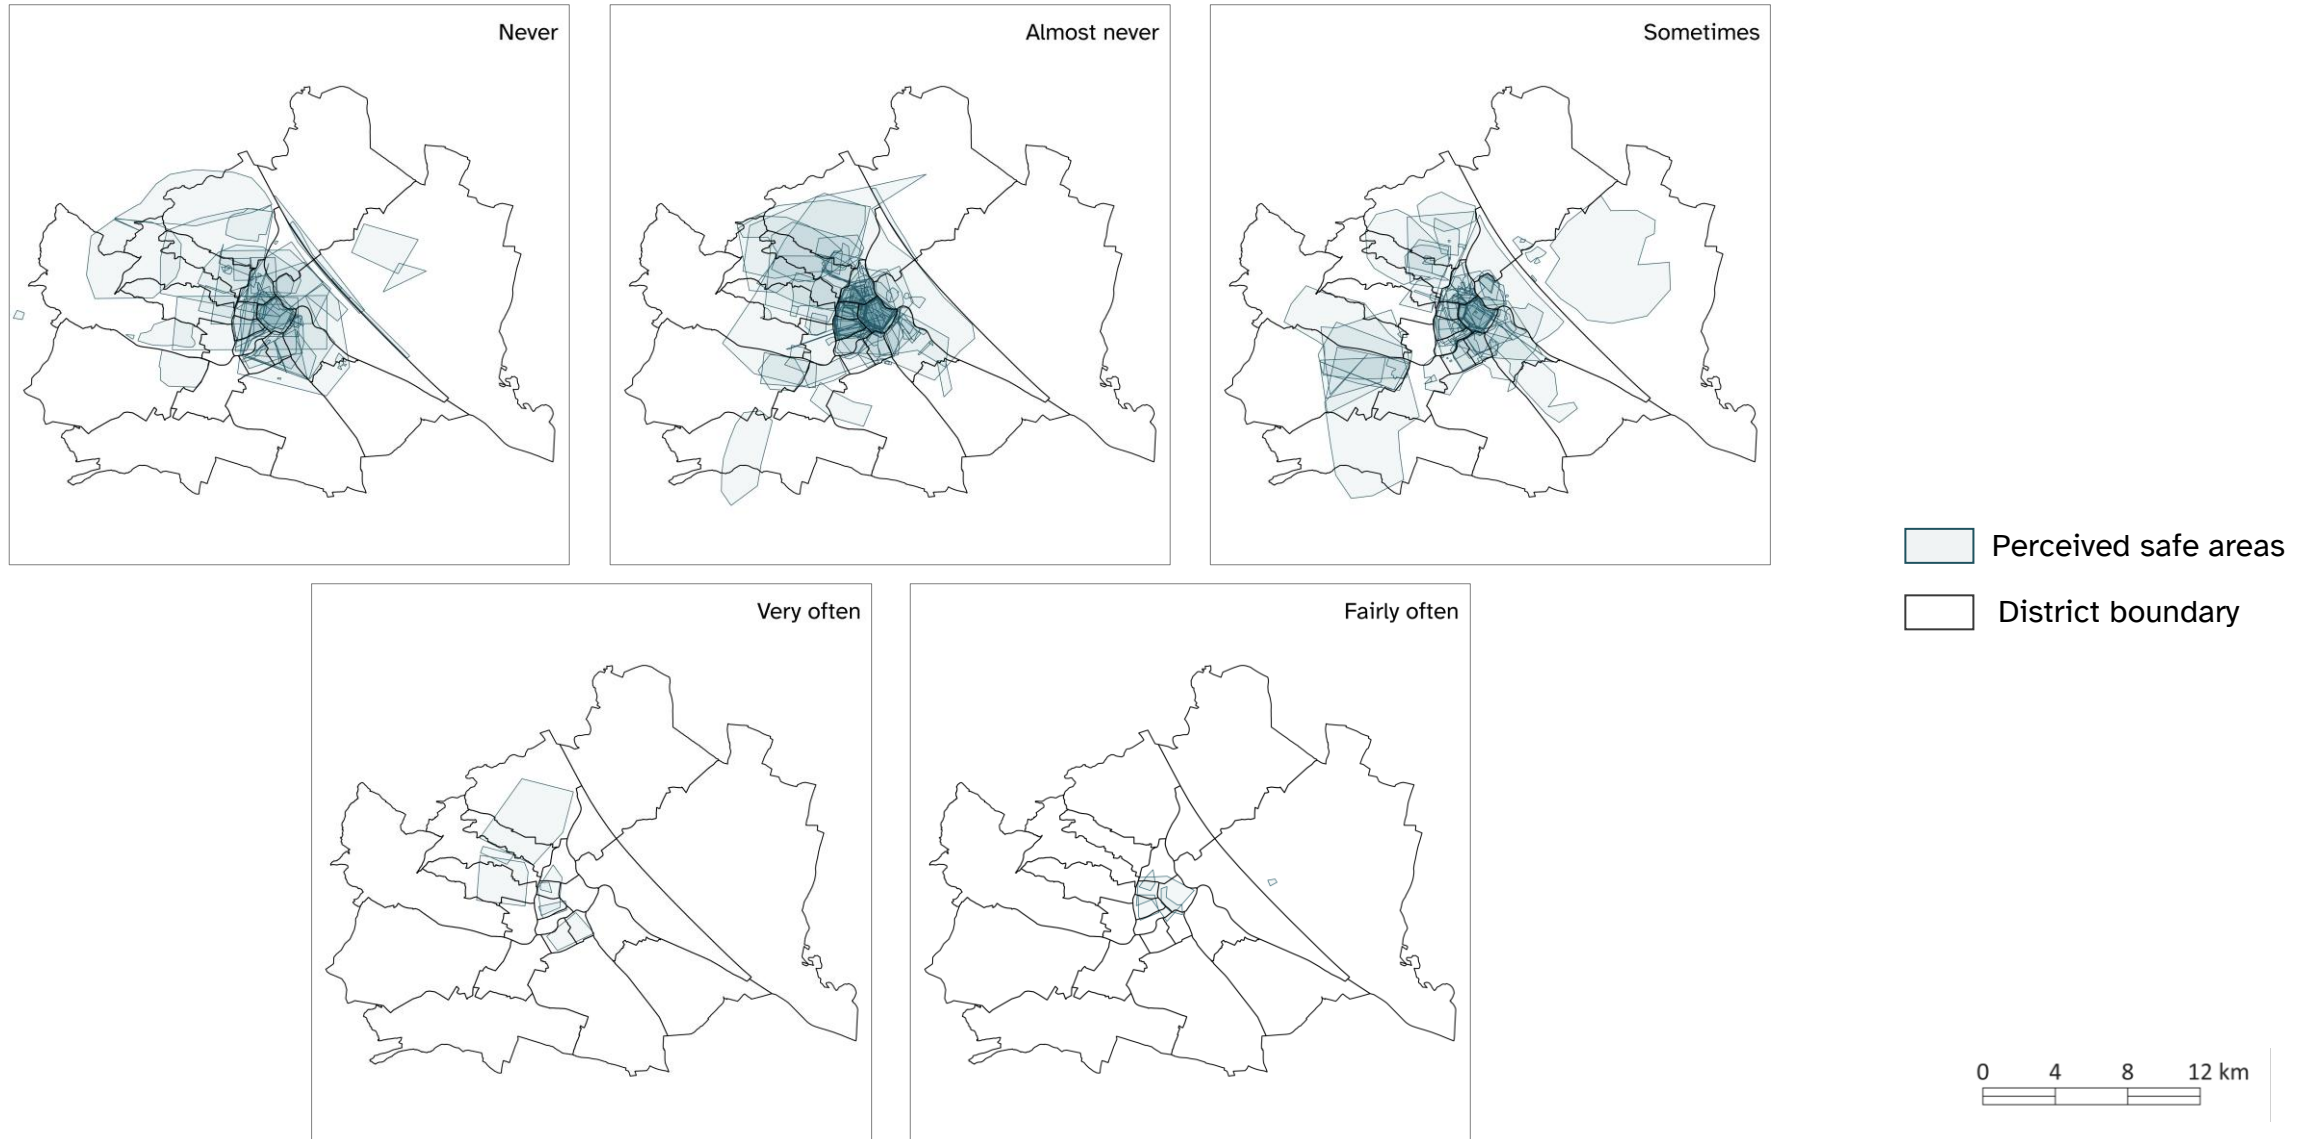 Never
Almost never
Sometimes
Perceived safe areas
District boundary
Very often
Fairly often
0 4 8 12 km